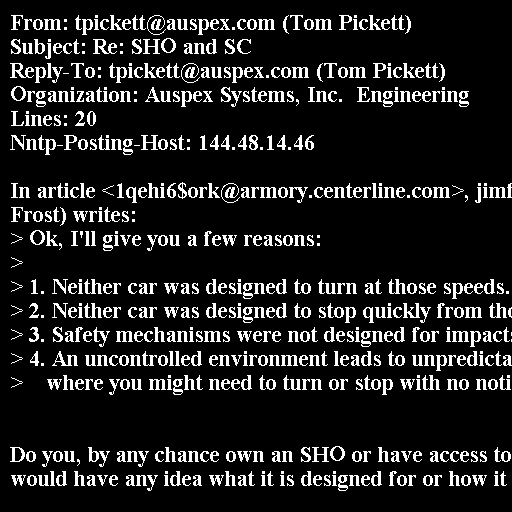 From: tpickett@auspex.com (Tom Pickett)
Subject: Re: SHO and SC
Reply-To: tpickett@auspex.com (Tom Pickett)
Organization: Auspex Systems, Inc.  Engineering
Lines: 20
Nntp-Posting-Host: 144.48.14.46

In article <1qehi6$ork@armory.centerline.com>, jimf
Frost) writes:
> Ok, I'll give you a few reasons:
>
> 1. Neither car was designed to turn at those speeds.
> 2. Neither car was designed to stop quickly from tho
> 3. Safety mechanisms were not designed for impacts
> 4. An uncontrolled environment leads to unpredicta
>    where you might need to turn or stop with no noti

Do you, by any chance own an SHO or have access to
would have any idea what it is designed for or how it